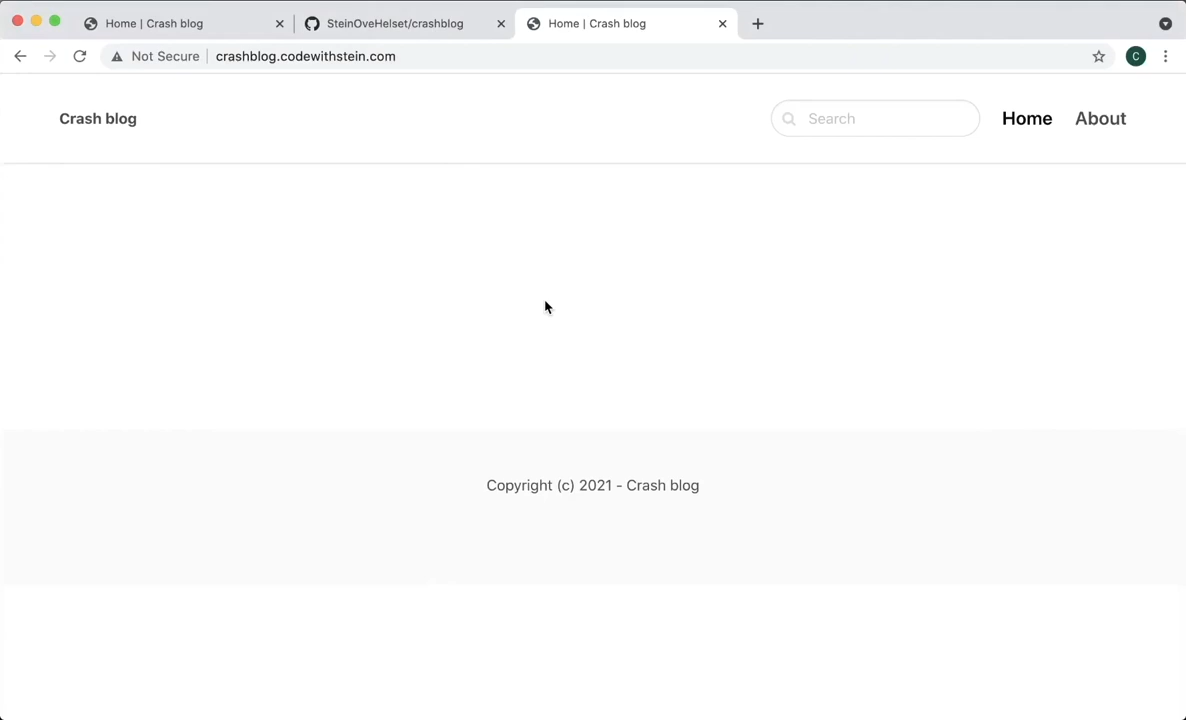 Home | Crash blog
SteinOveHelset/crashblog
Home | Crash blog
Not Secure
crashblog.codewithstein.com
C
Crash blog
Search
Home
About
Copyright (c) 2021 - Crash blog